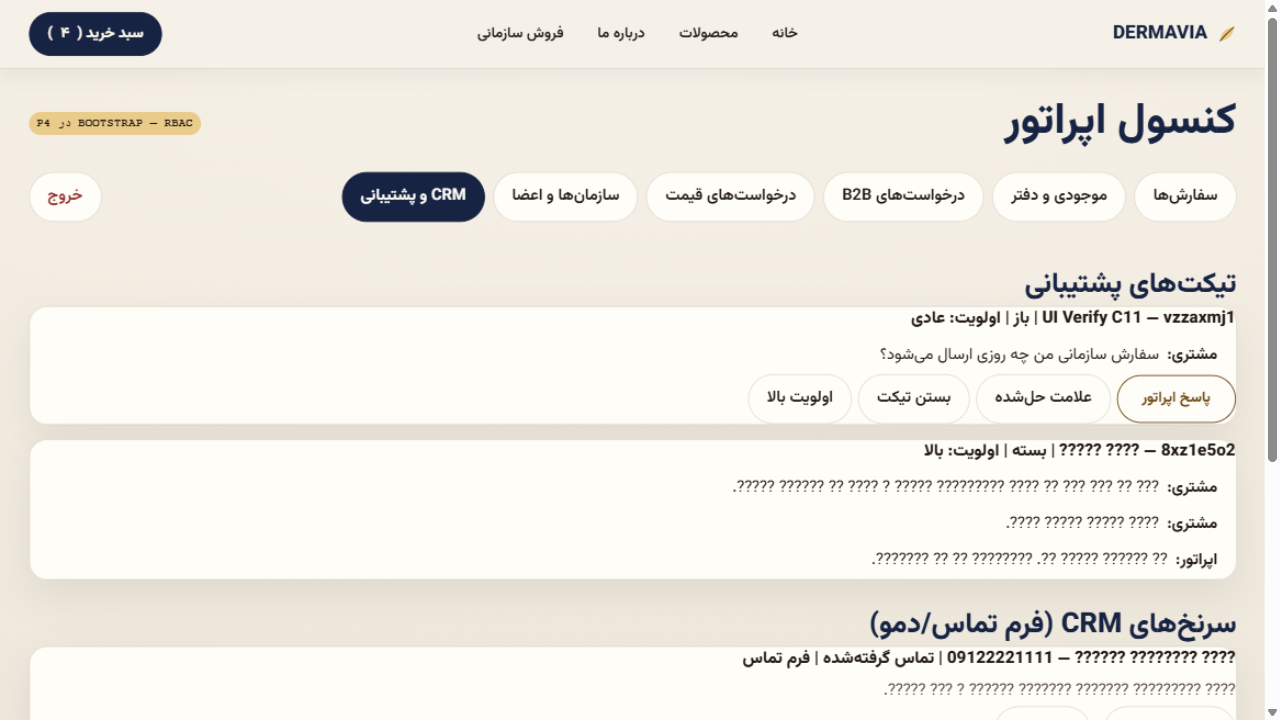 DERMAVIA
خانه
محصولات
درباره ما
فروش سازمانی
سبد خرید ( ۴ )
کنسول اپراتور
BOOTSTRAP — RBAC در P4
سفارش‌ها
موجودی و دفتر
درخواست‌های B2B
درخواست‌های قیمت
سازمان‌ها و اعضا
CRM و پشتیبانی
خروج
تیکت‌های پشتیبانی
UI Verify C11 — vzzaxmj1 | باز | اولویت: عادی
مشتری: سفارش سازمانی من چه روزی ارسال می‌شود؟
پاسخ اپراتور
علامت حل‌شده
بستن تیکت
اولویت بالا
8xz1e5o2 — ???? ????? | بسته | اولویت: بالا
مشتری: ??? ?? ??? ??? ?? ???? ????????? ????? ? ???? ?? ?????? ?????.
مشتری: ???? ????? ????? ????.
اپراتور: ?? ?????? ????? ??. ???????? ?? ?? ???????.
سرنخ‌های CRM (فرم تماس/دمو)
???? ???????? ?????? — 09122221111 | تماس گرفته‌شده | فرم تماس
???? ????????? ??????? ??????? ?????? ? ??? ?????.